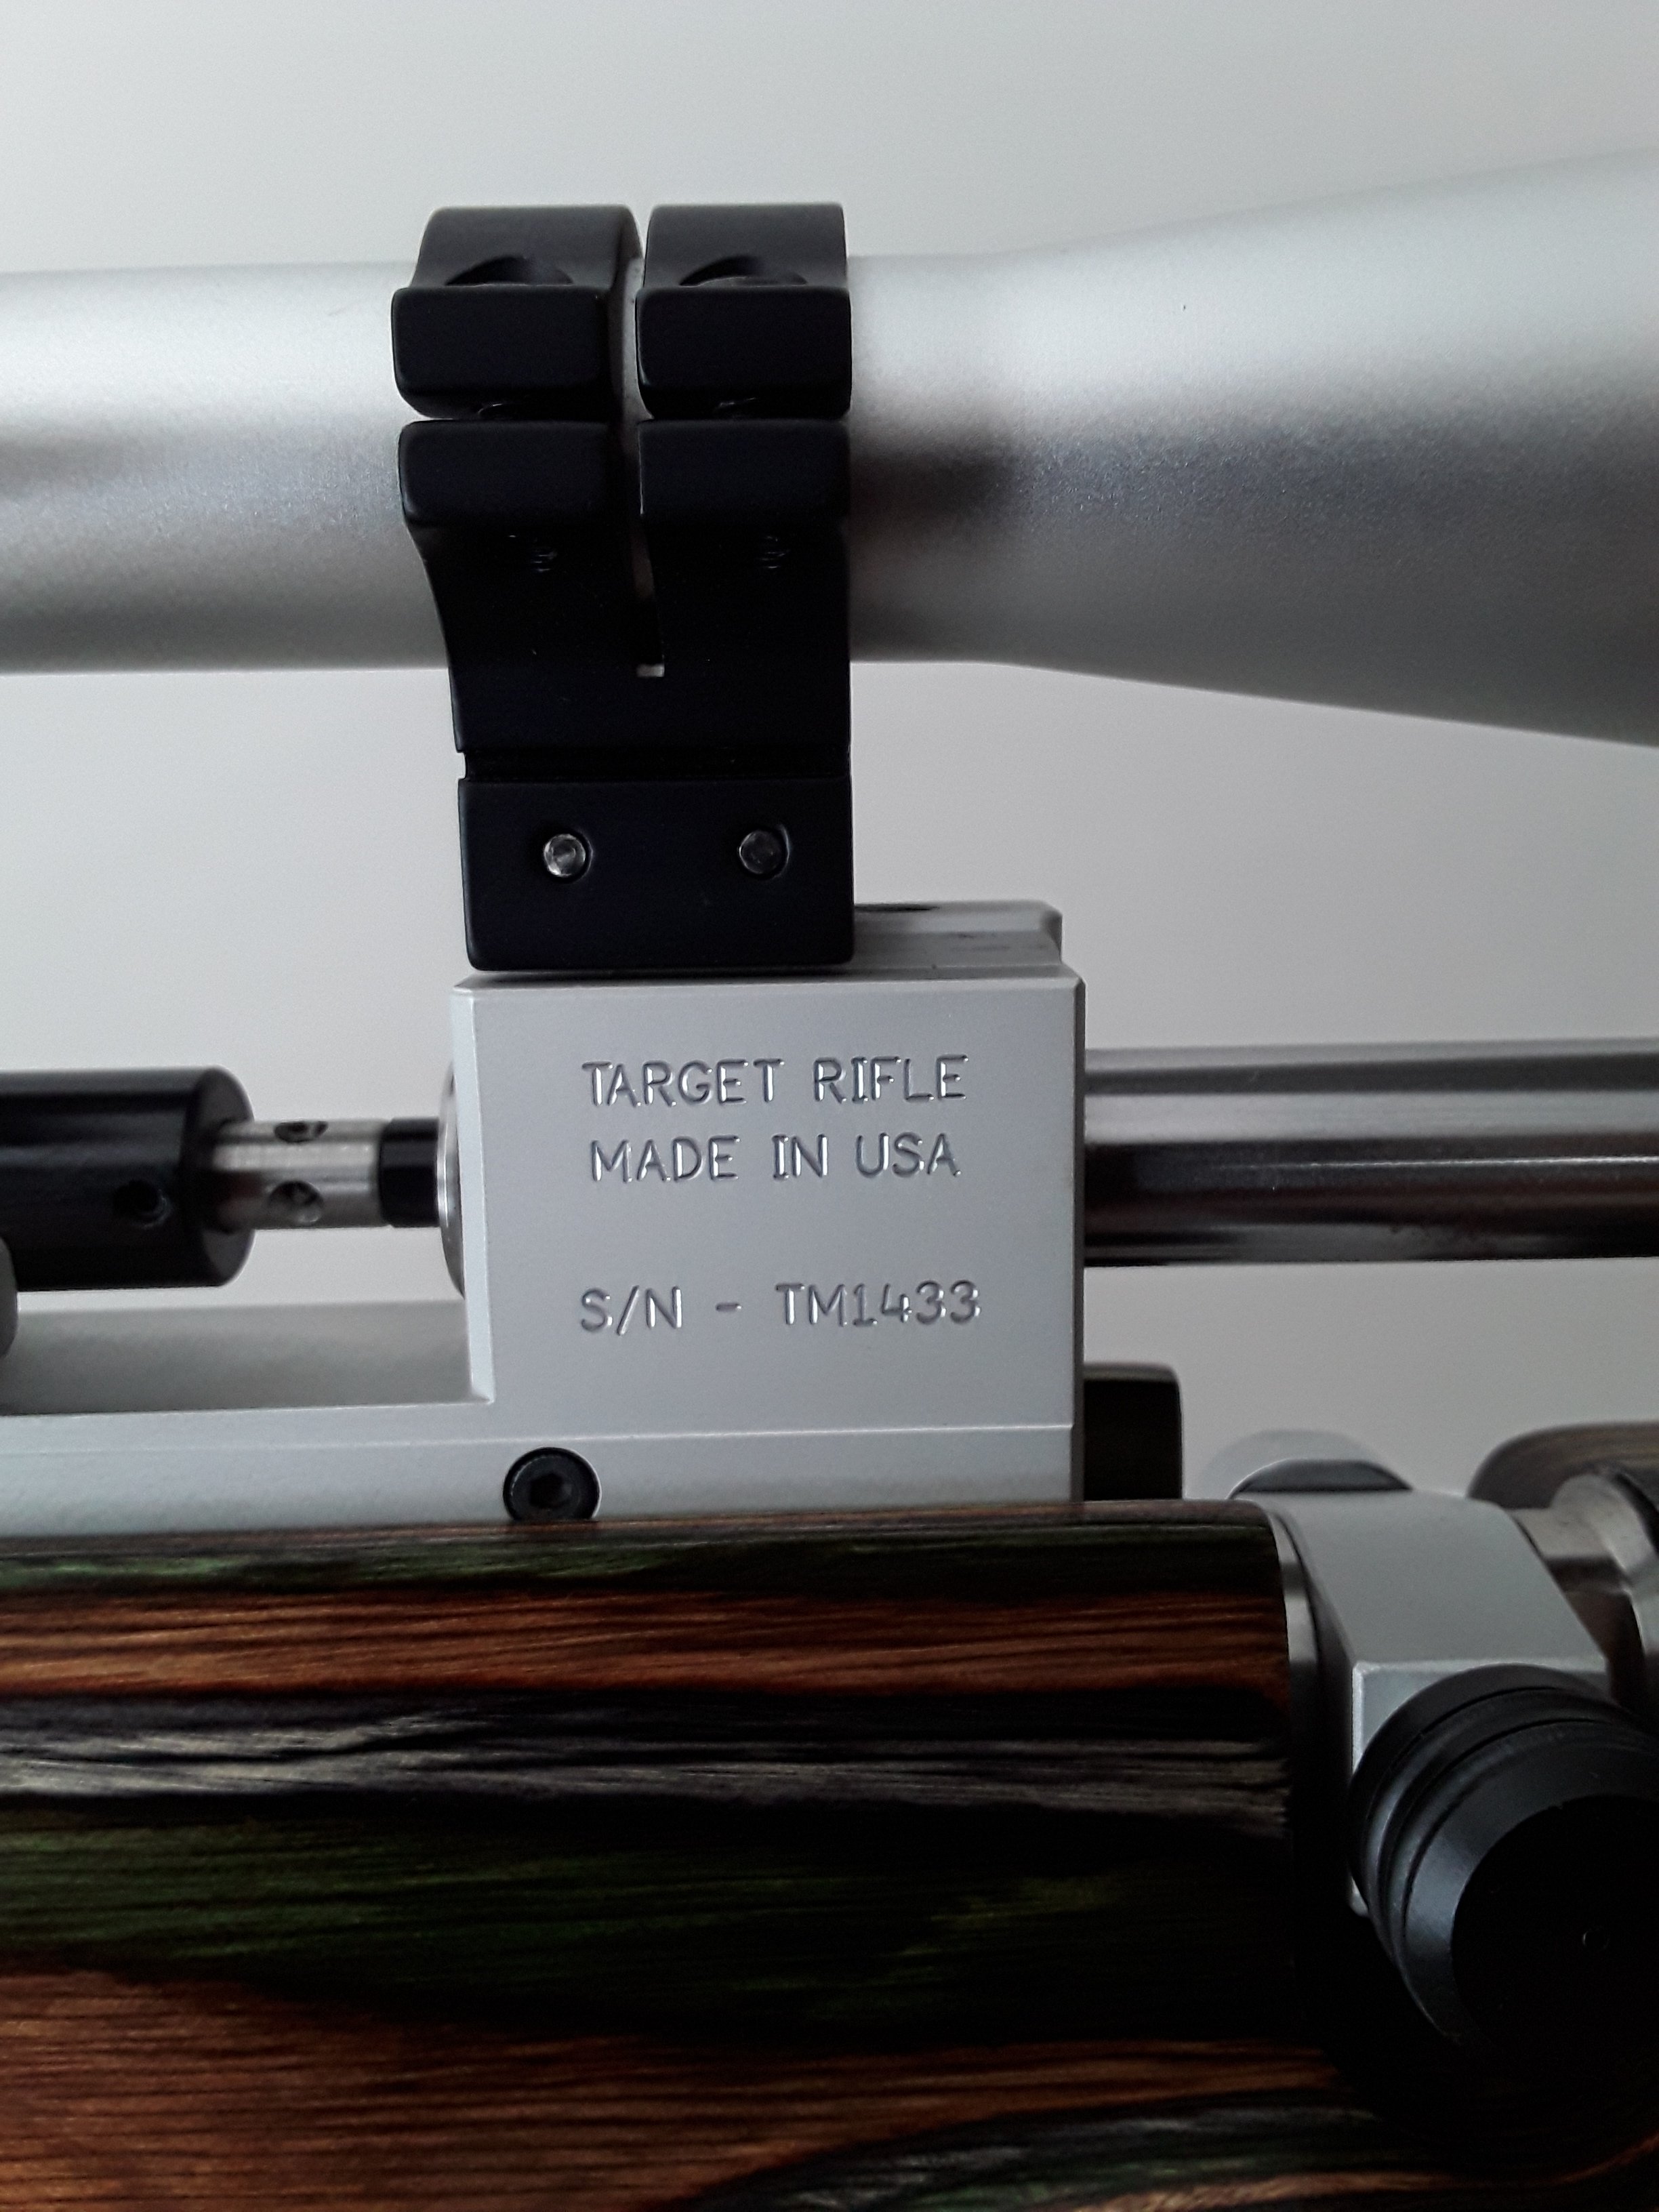 TARGET RIFLE
MADE IN USA
S/N - TM1433